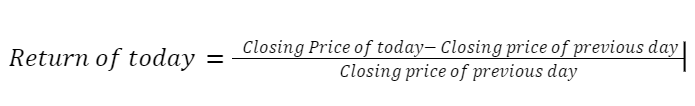 Return of today = Closing Price of today− Closing price of previous day
Closing price of previous day